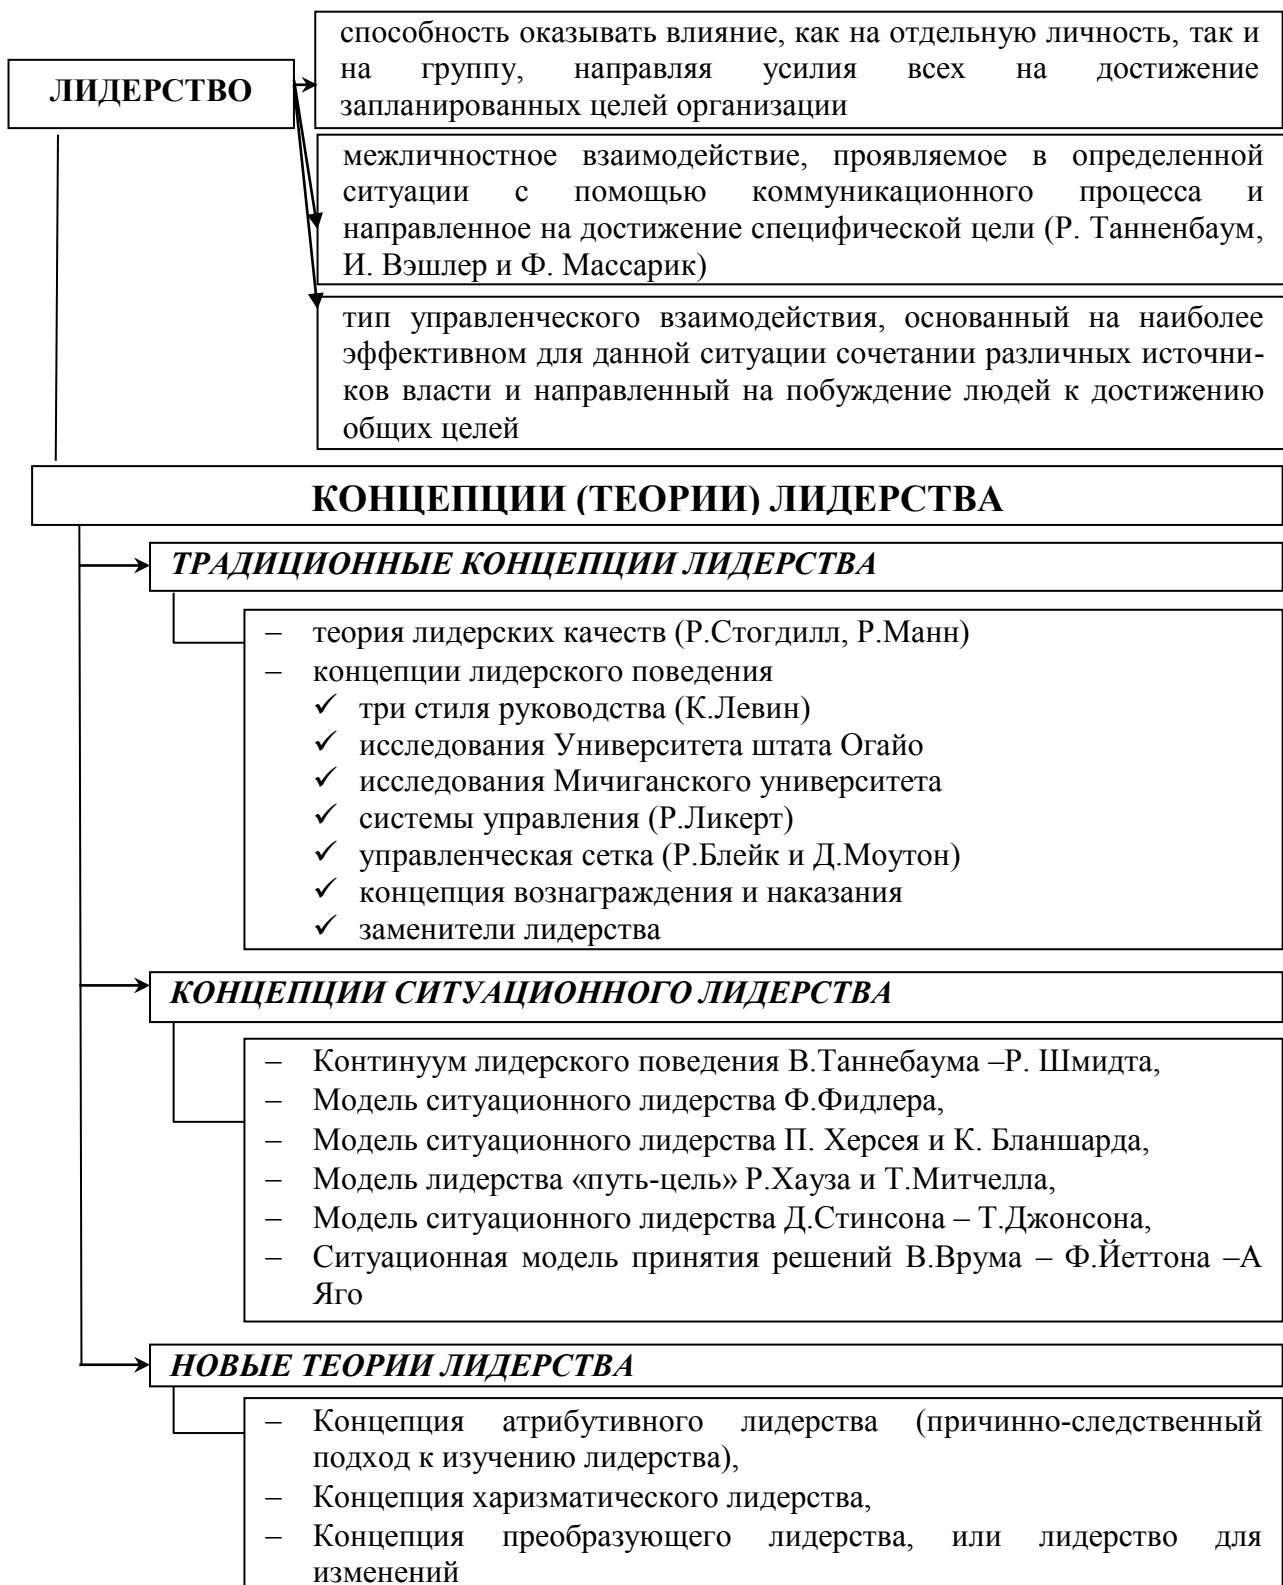 ЛИДЕРСТВО
способность оказывать влияние, как на отдельную личность, так и
на группу, направляя усилия всех на достижение
запланированных целей организации
межличностное взаимодействие, проявляемое в определенной
ситуации с помощью коммуникационного процесса и
направленное на достижение специфической цели (Р. Танненбаум,
И. Вэшлер и Ф. Массарик)
тип управленческого взаимодействия, основанный на наиболее
эффективном для данной ситуации сочетании различных источни-
ков власти и направленный на побуждение людей к достижению
общих целей
КОНЦЕПЦИИ (ТЕОРИИ) ЛИДЕРСТВА
ТРАДИЦИОННЫЕ КОНЦЕПЦИИ ЛИДЕРСТВА
– теория лидерских качеств (Р.Стогдилл, Р.Манн)
– концепции лидерского поведения
✓ три стиля руководства (К.Левин)
✓ исследования Университета штата Огайо
✓ исследования Мичиганского университета
✓ системы управления (Р.Ликерт)
✓ управленческая сетка (Р.Блейк и Д.Моутон)
✓ концепция вознаграждения и наказания
✓ заменители лидерства
КОНЦЕПЦИИ СИТУАЦИОННОГО ЛИДЕРСТВА
– Континуум лидерского поведения В.Таннебаума –Р. Шмидта,
– Модель ситуационного лидерства Ф.Фидлера,
– Модель ситуационного лидерства П. Херсея и К. Бланшарда,
– Модель лидерства «путь-цель» Р.Хауза и Т.Митчелла,
– Модель ситуационного лидерства Д.Стинсона – Т.Джонсона,
– Ситуационная модель принятия решений В.Врума – Ф.Йеттона –А
Яго
НОВЫЕ ТЕОРИИ ЛИДЕРСТВА
– Концепция атрибутивного лидерства (причинно-следственный
подход к изучению лидерства),
– Концепция харизматического лидерства,
– Концепция преобразующего лидерства, или лидерство для
изменений